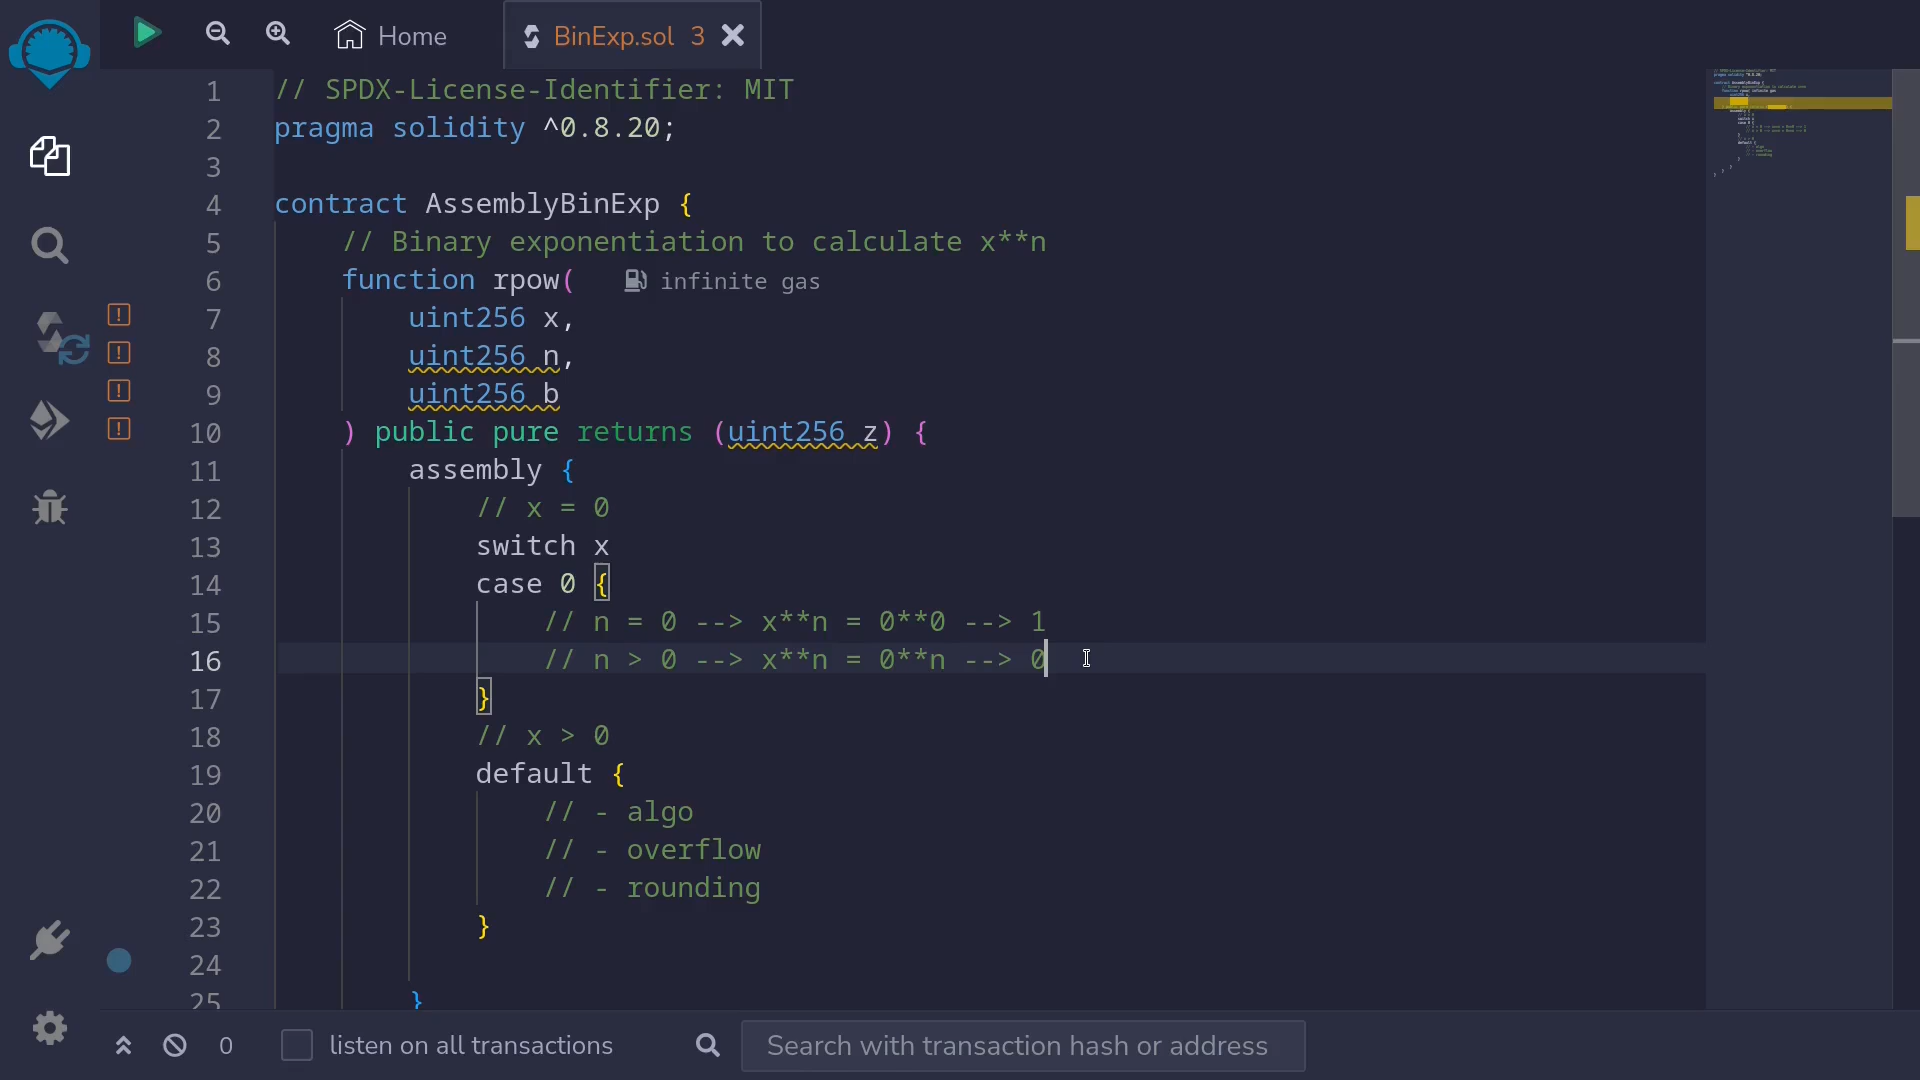 Home
BinExp.sol 3
1 // SPDX-License-Identifier: MIT
2 pragma solidity ^0.8.20;
3
4 contract AssemblyBinExp {
5 // Binary exponentiation to calculate x**n
6 function rpow( infinite gas
7 uint256 x,
8 uint256 n,
9 uint256 b
10 ) public pure returns (uint256 z) {
11 assembly {
12 // x = 0
13 switch x
14 case 0 {
15 // n = 0 --> x**n = 0**0 --> 1
16 // n > 0 --> x**n = 0**n --> 0
17 }
18 // x > 0
19 default {
20 // - algo
21 // - overflow
22 // - rounding
23 }
24
25 }
0 listen on all transactions Search with transaction hash or address